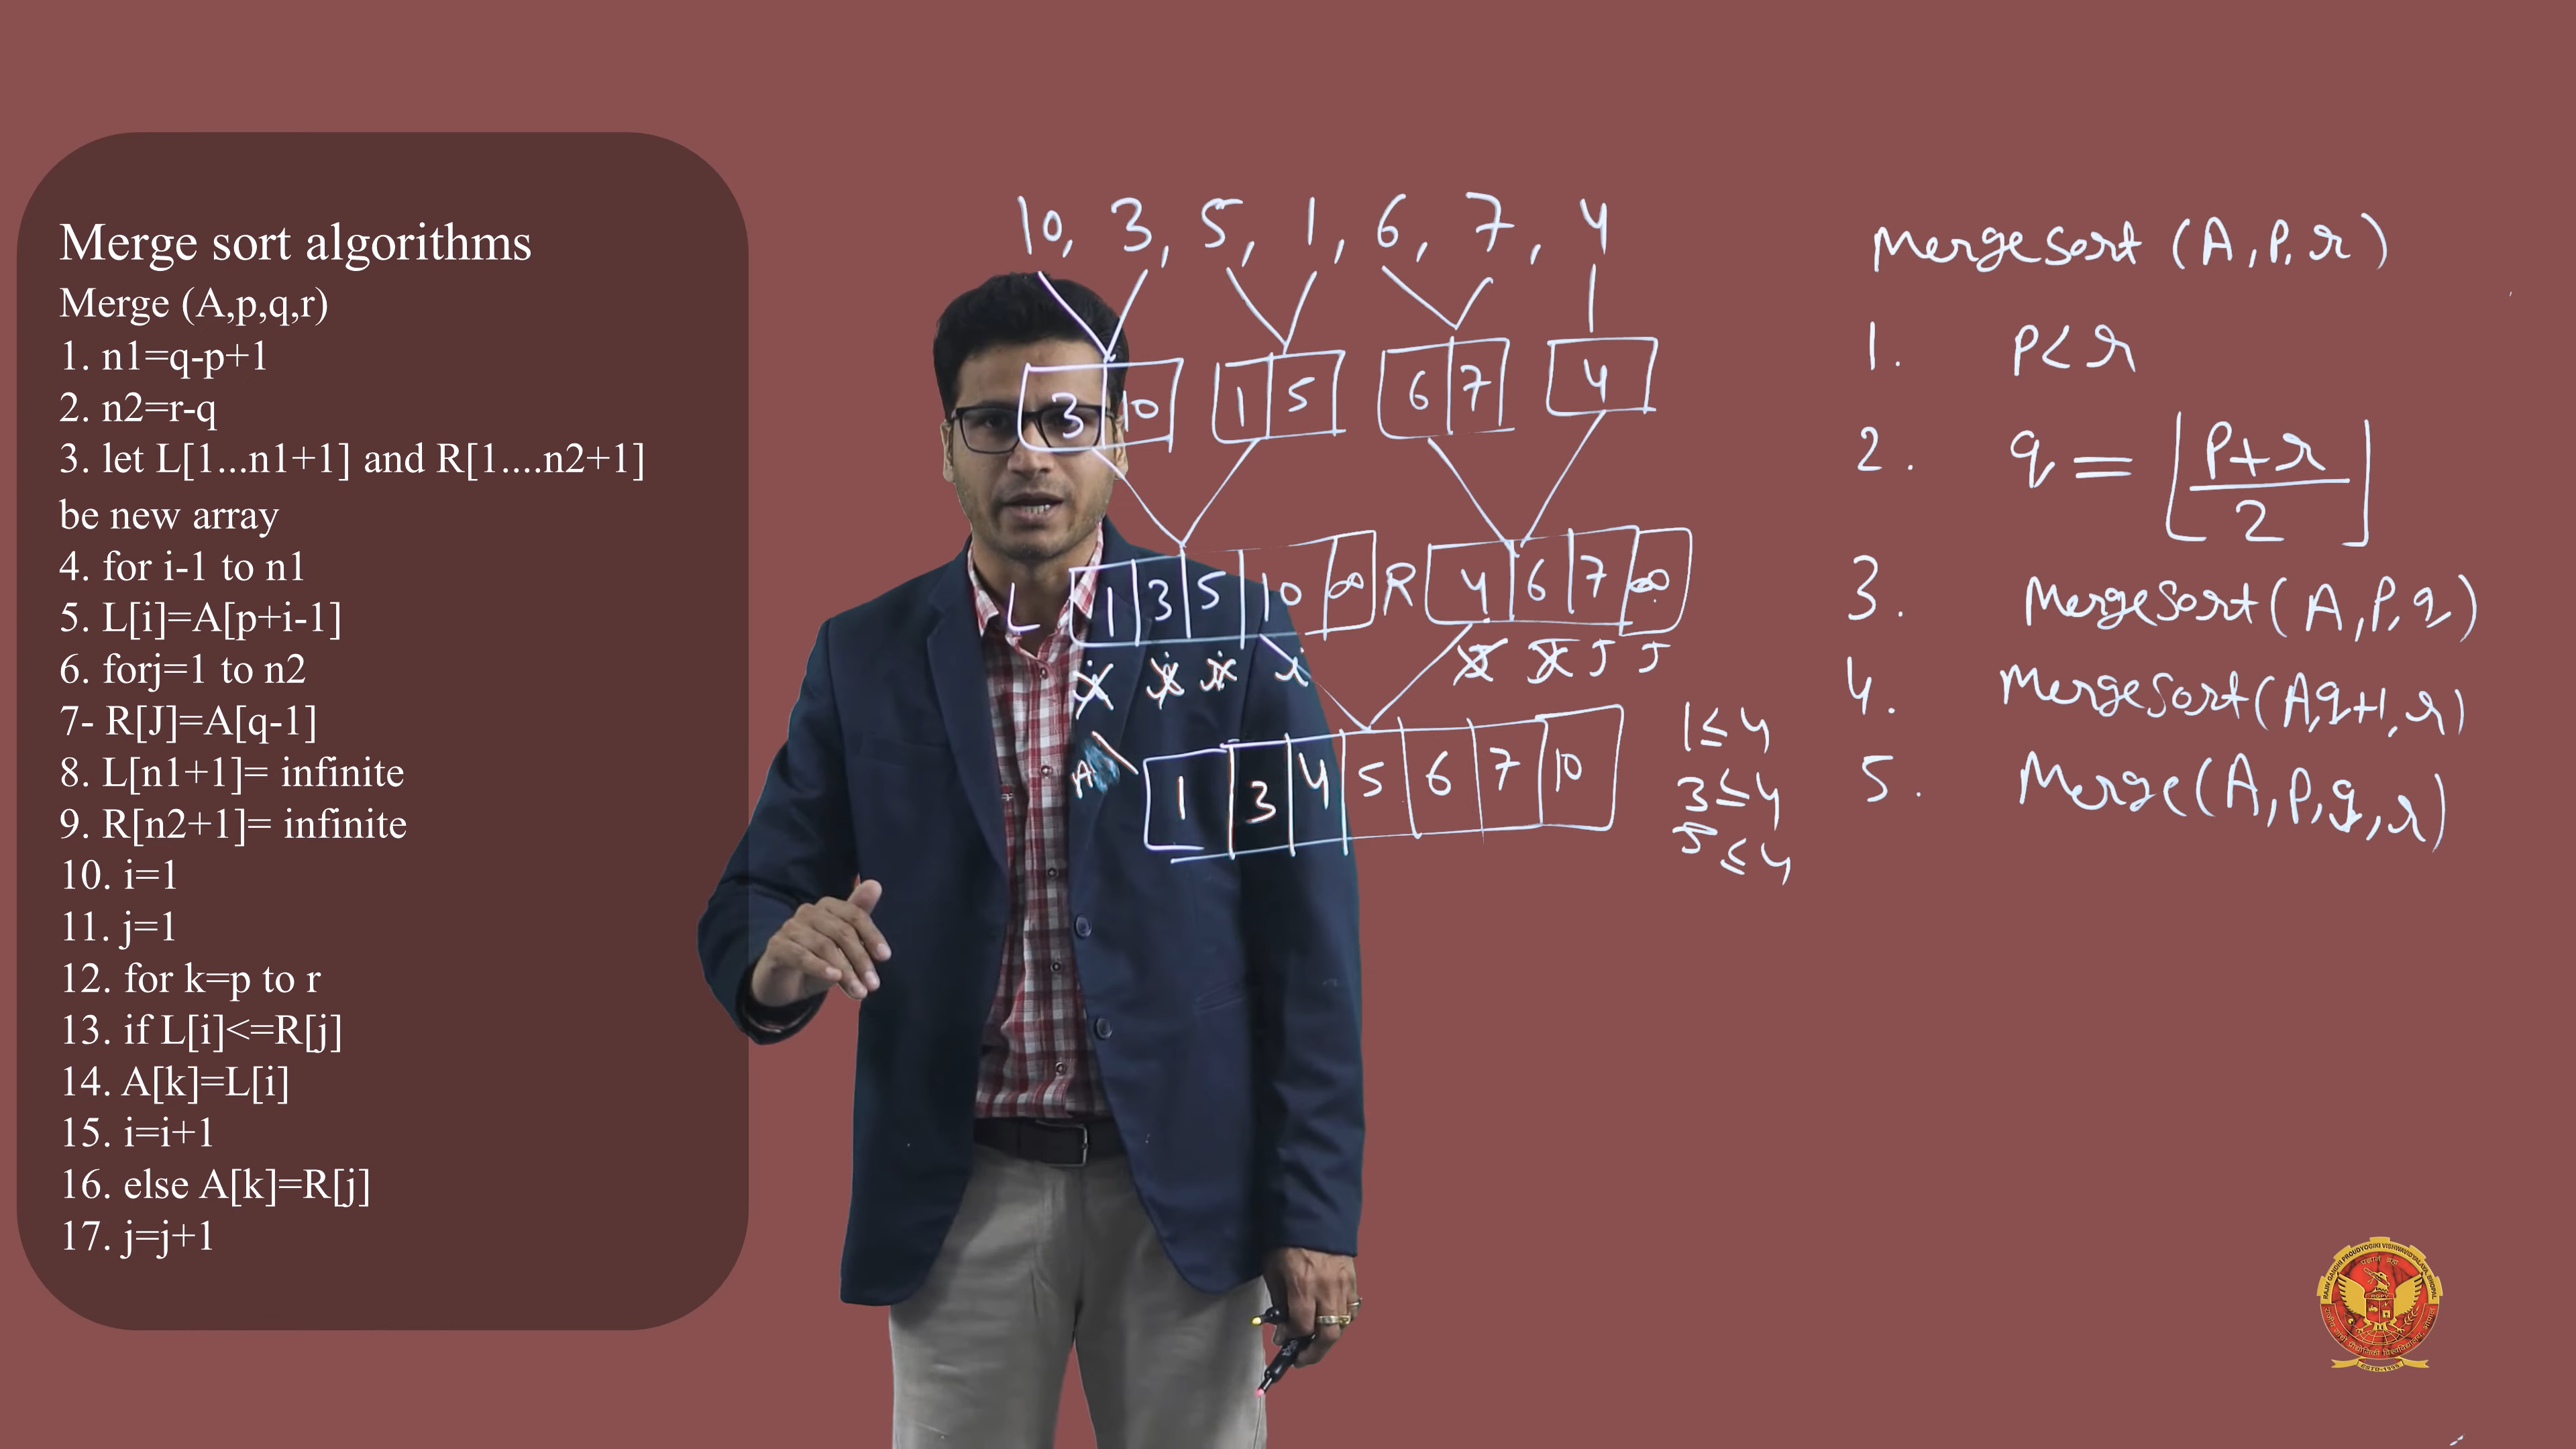 Merge sort algorithms
Merge (A,p,q,r)
1. n1=q-p+1
2. n2=r-q
3. let L[1...n1+1] and R[1....n2+1]
be new array
4. for i-1 to n1
5. L[i]=A[p+i-1]
6. forj=1 to n2
7- R[J]=A[q-1]
8. L[n1+1]= infinite
9. R[n2+1]= infinite
10. i=1
11. j=1
12. for k=p to r
13. if L[i]<=R[j]
14. A[k]=L[i]
15. i=i+1
16. else A[k]=R[j]
17. j=j+1
10, 3, 5, 1, 6, 7, 4
3 10 1 5 6 7 4
L 1 3 5 10 ∞ R 4 6 7 ∞
i i i i J J J J
A 1 3 4 5 6 7 10
1 ≤ 4
3 ≤ 4
5 ≤ 4
MergeSort (A, P, r)
1. P < r
2. q = ⌊P+r/2⌋
3. MergeSort (A, P, q)
4. MergeSort (A, q+1, r)
5. Merge (A, P, q, r)
RAJIV GANDHI PROUDYOGIKI VISHWAVIDYALAYA, BHOPAL